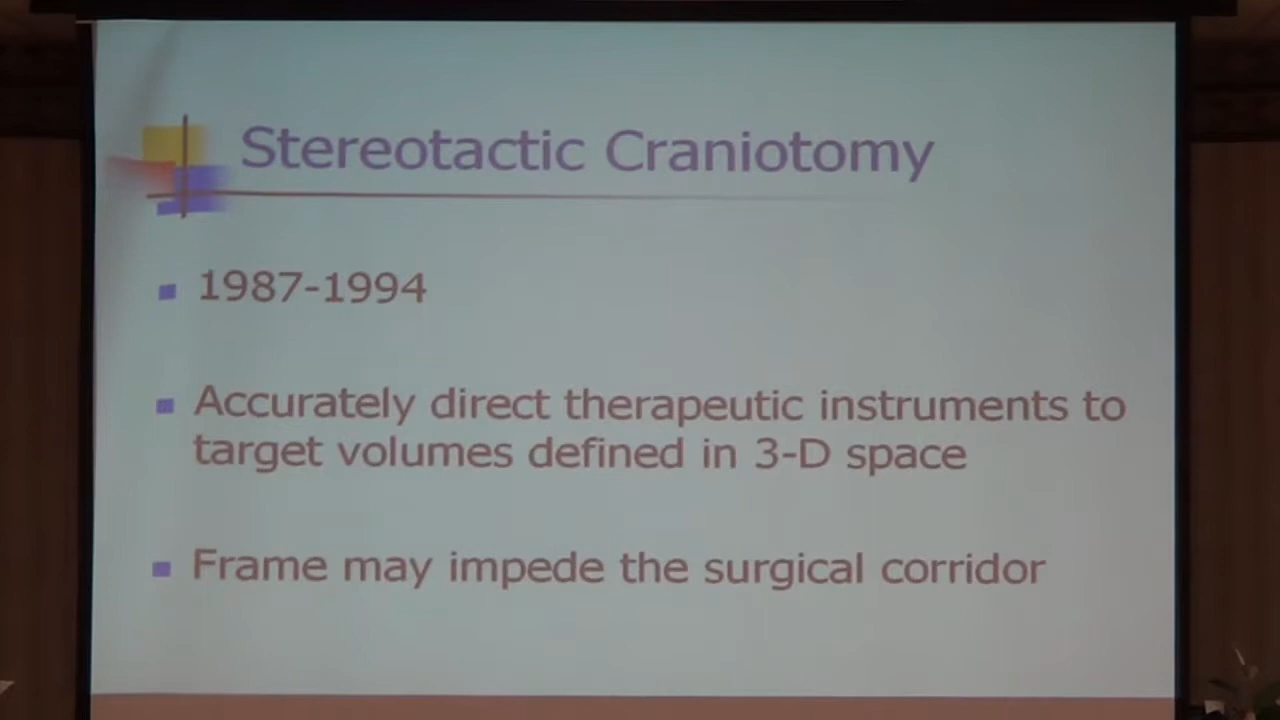 Stereotactic Craniotomy
1987-1994
Accurately direct therapeutic instruments to
target volumes defined in 3-D space
Frame may impede the surgical corridor